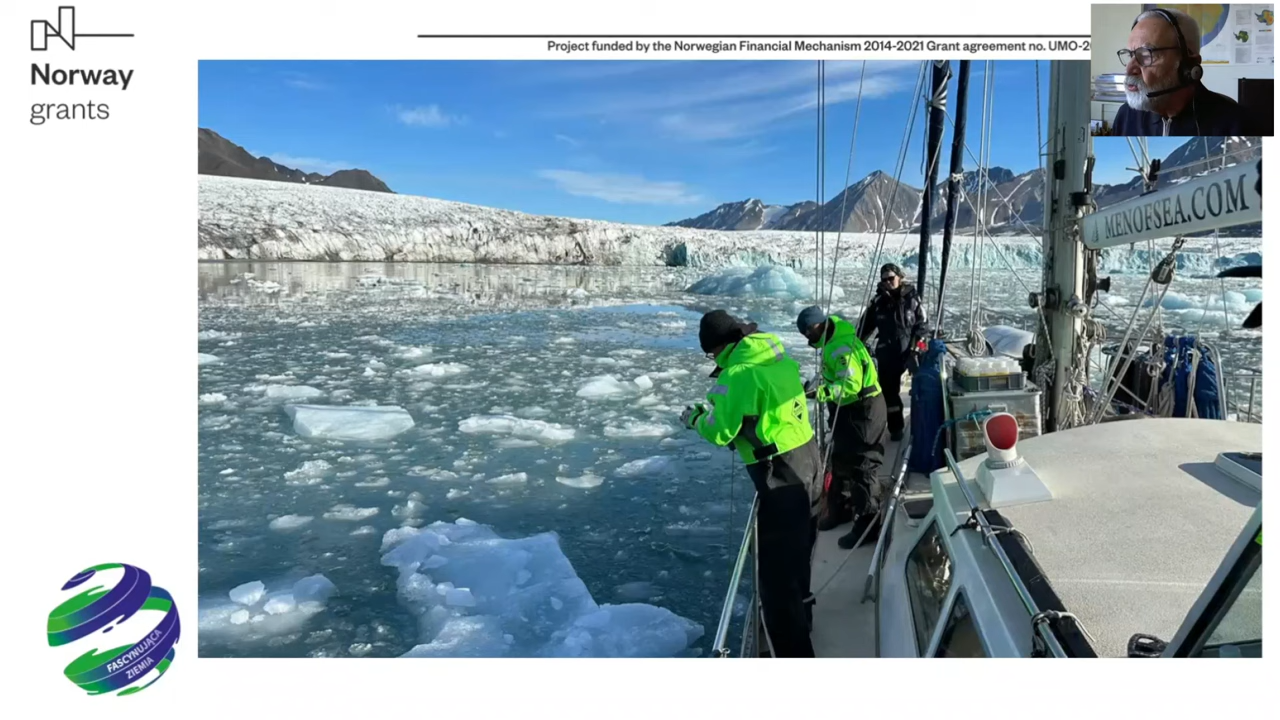 Norway
grants
Project funded by the Norwegian Financial Mechanism 2014-2021 Grant agreement no. UMO-2
MENOFSEA.COM
FASCYNUJĄCA
ZIEMIA